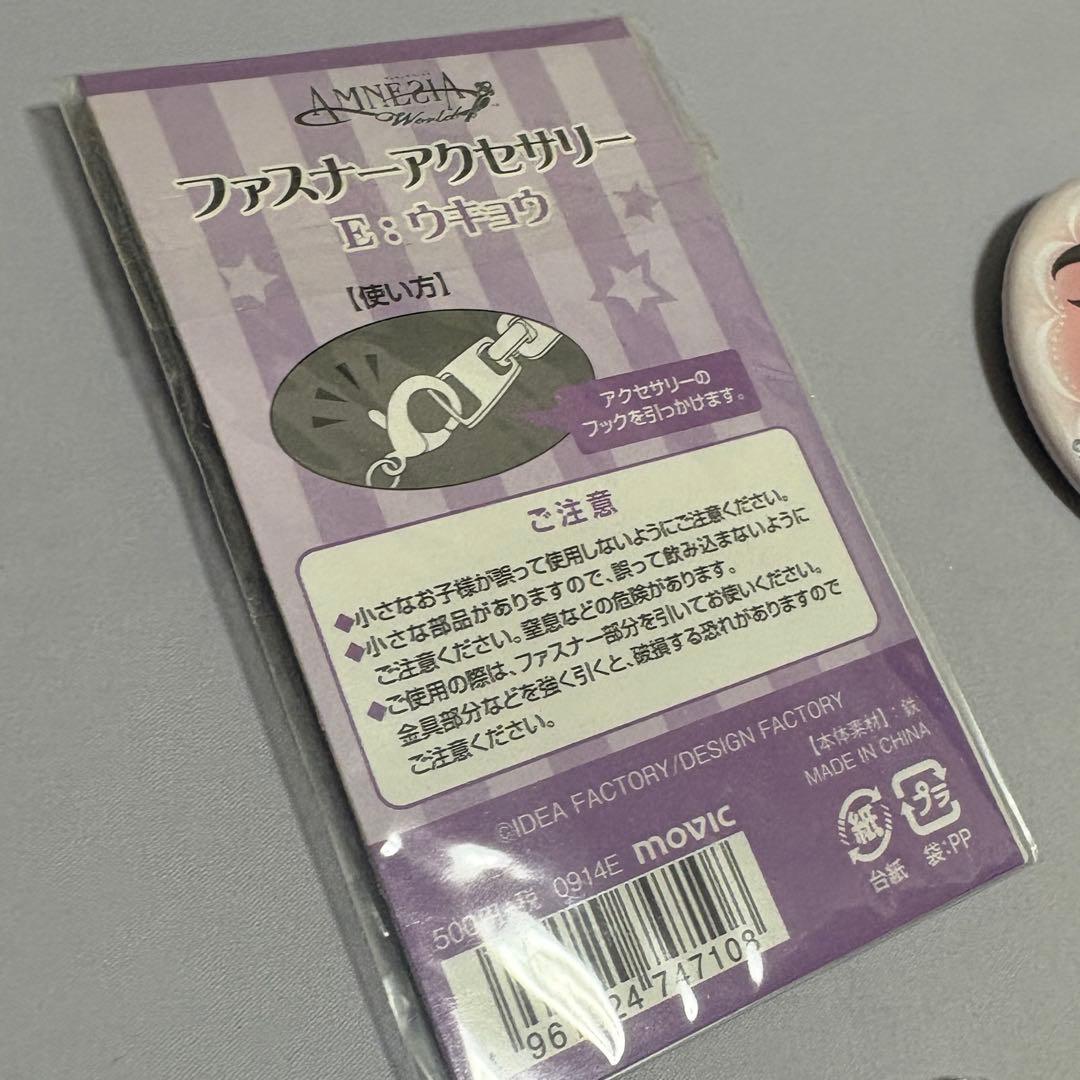 AMNESIA
World
ファスナーアクセサリー
E:ウキョウ
【使い方】
アクセサリーの
フックを引っかけます。
ご注意
◆小さなお子様が誤って使用しないようにご注意ください。
◆小さな部品がありますので、誤って飲み込まないように
ご注意ください。窒息などの危険があります。
◆ご使用の際は、ファスナー部分を引いてお使いください。
金具部分などを強く引くと、破損する恐れがありますので
ご注意ください。
©IDEA FACTORY/DESIGN FACTORY
【本体素材】:鉄
MADE IN CHINA
紙 プラ
台紙 袋:PP
0914E movic
747108